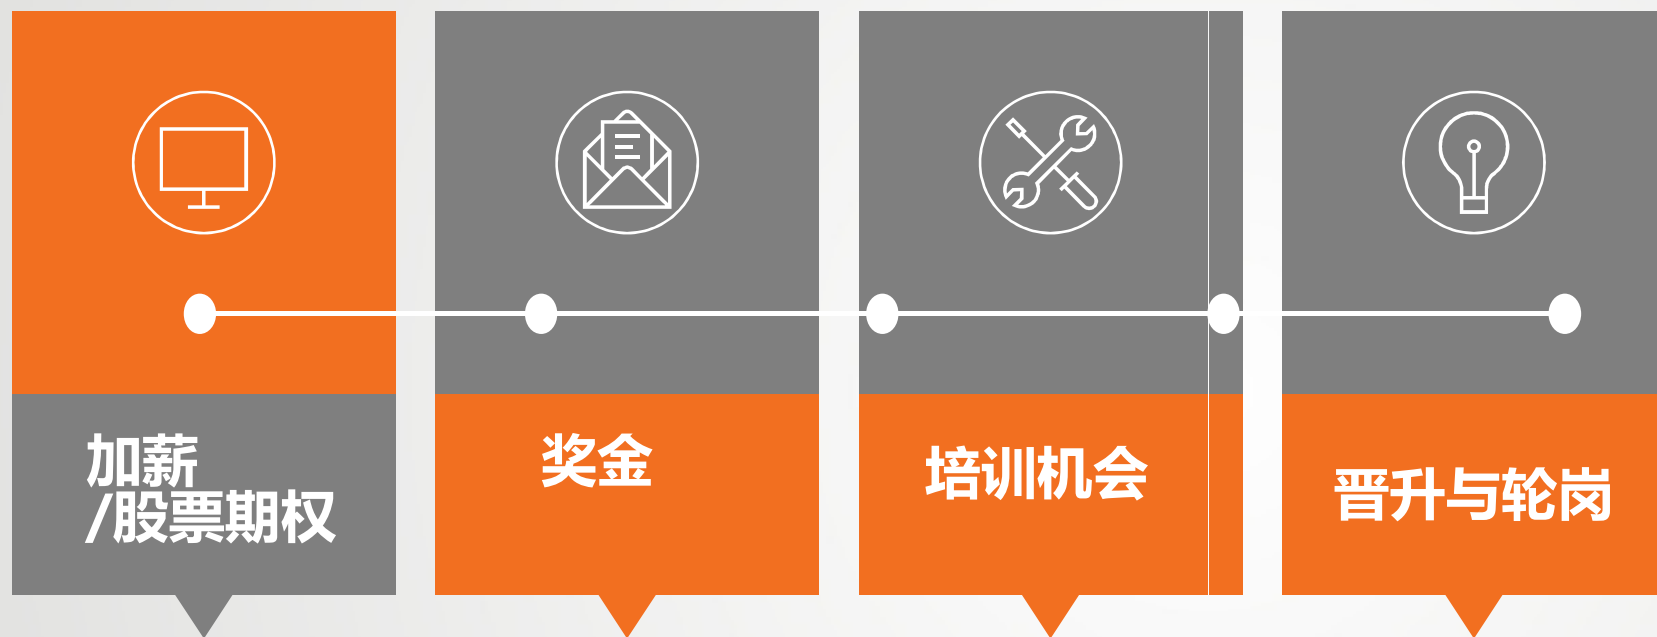 加薪
/股票期权
奖金
培训机会
晋升与轮岗